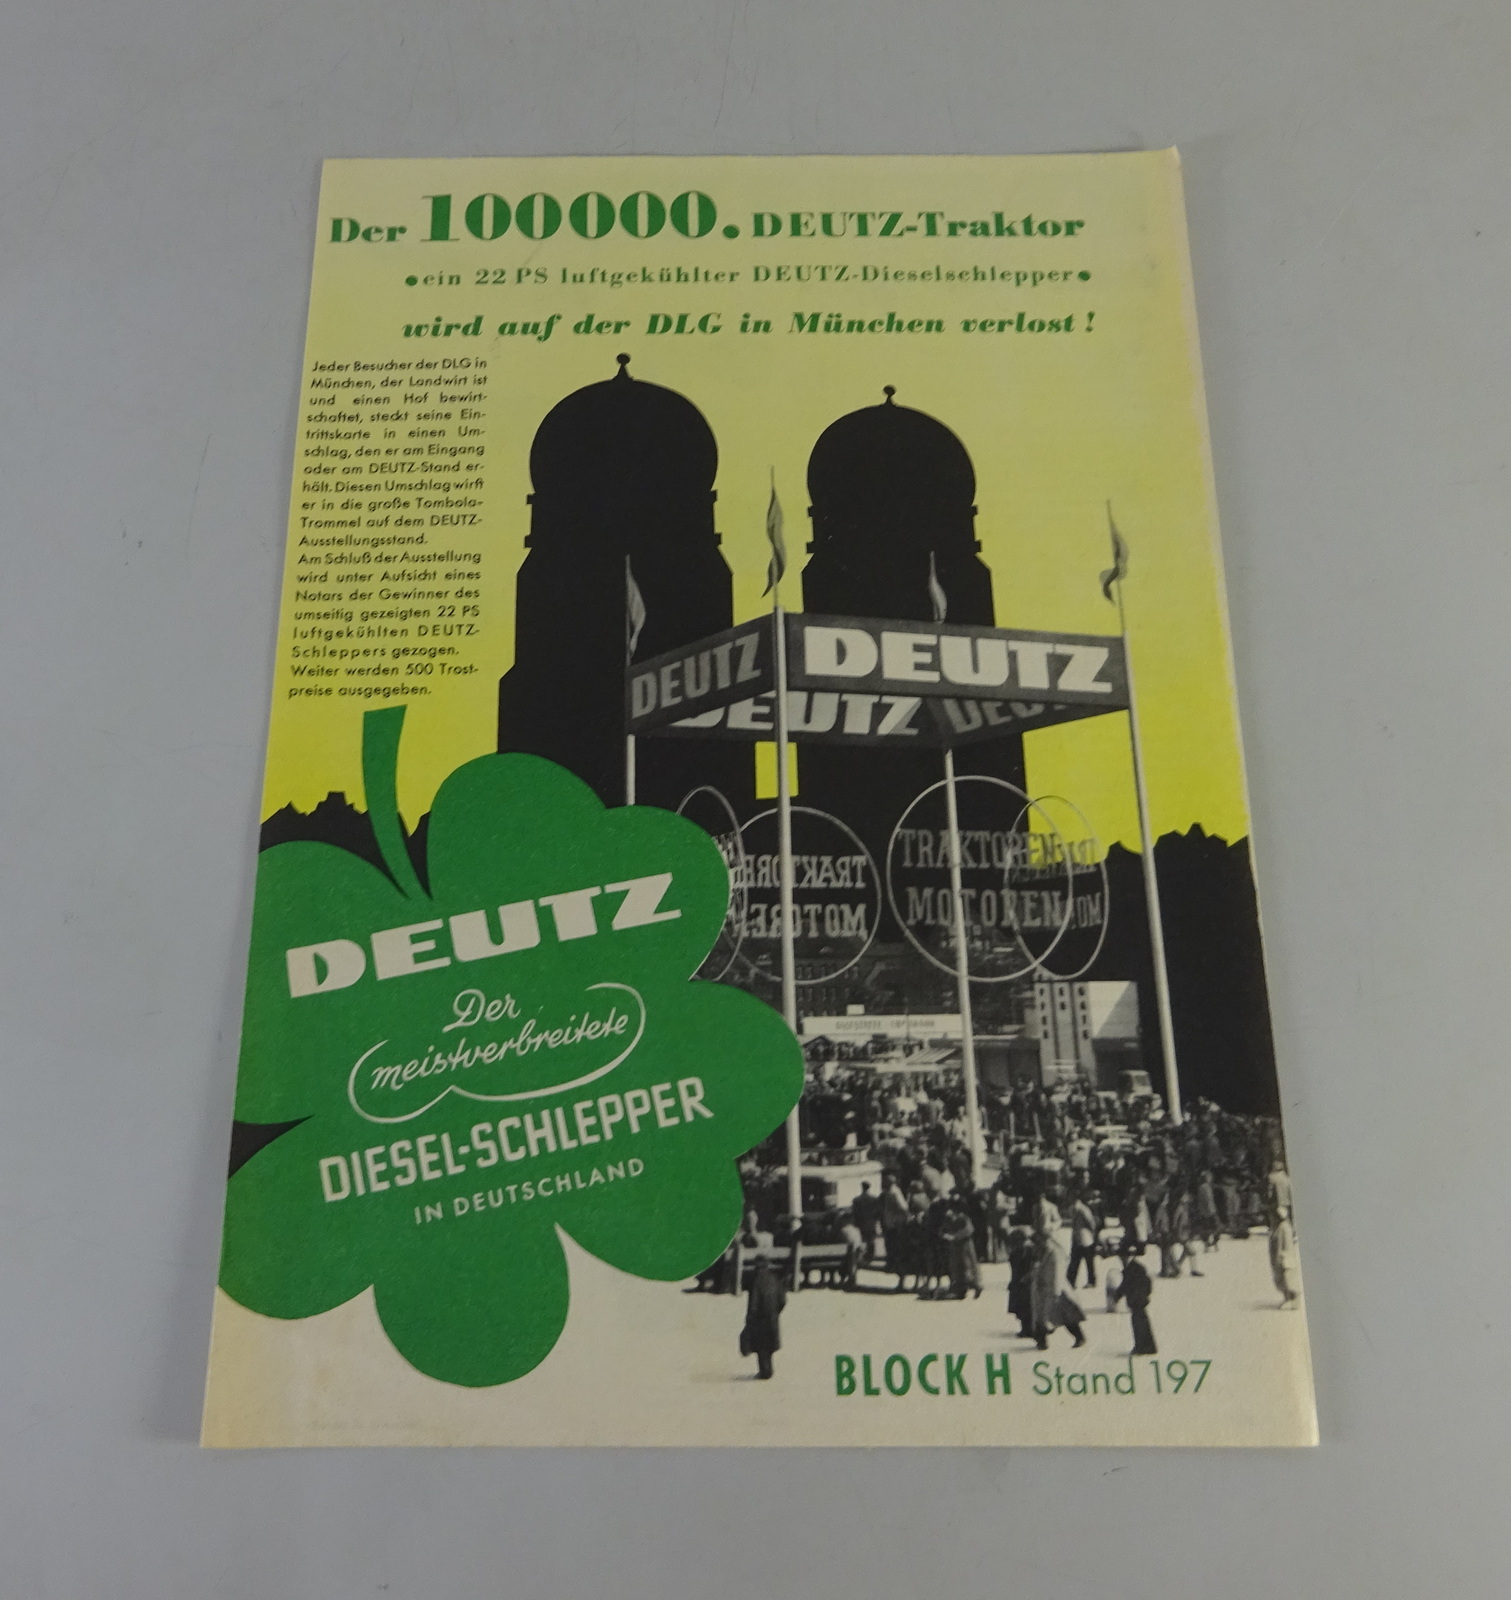 Der 100000. DEUTZ-Traktor
• ein 22 PS luftgekühlter DEUTZ-Dieselschlepper •
wird auf der DLG in München verlost!
Jeder Besucher der DLG in
München, der Landwirt ist
und einen Hof bewirt-
schaftet, steckt seine Ein-
trittskarte in einen Um-
schlag, den er am Eingang
oder am DEUTZ-Stand er-
hält. Diesen Umschlag wirft
er in die große Tombola-
Trommel auf dem DEUTZ-
Ausstellungsstand.
Am Schluß der Ausstellung
wird unter Aufsicht eines
Notars der Gewinner des
umseitig gezeigten 22 PS
luftgekühlten DEUTZ-
Schleppers gezogen.
Weiter werden 500 Trost-
preise ausgegeben.
DEUTZ
DEUTZ
DEUTZ
DEUTZ
TRAKTOREN
MOTOREN
TRAKTOREN
MOTOREN
DEUTZ
Der
meistverbreitete
DIESEL-SCHLEPPER
IN DEUTSCHLAND
BLOCK H Stand 197